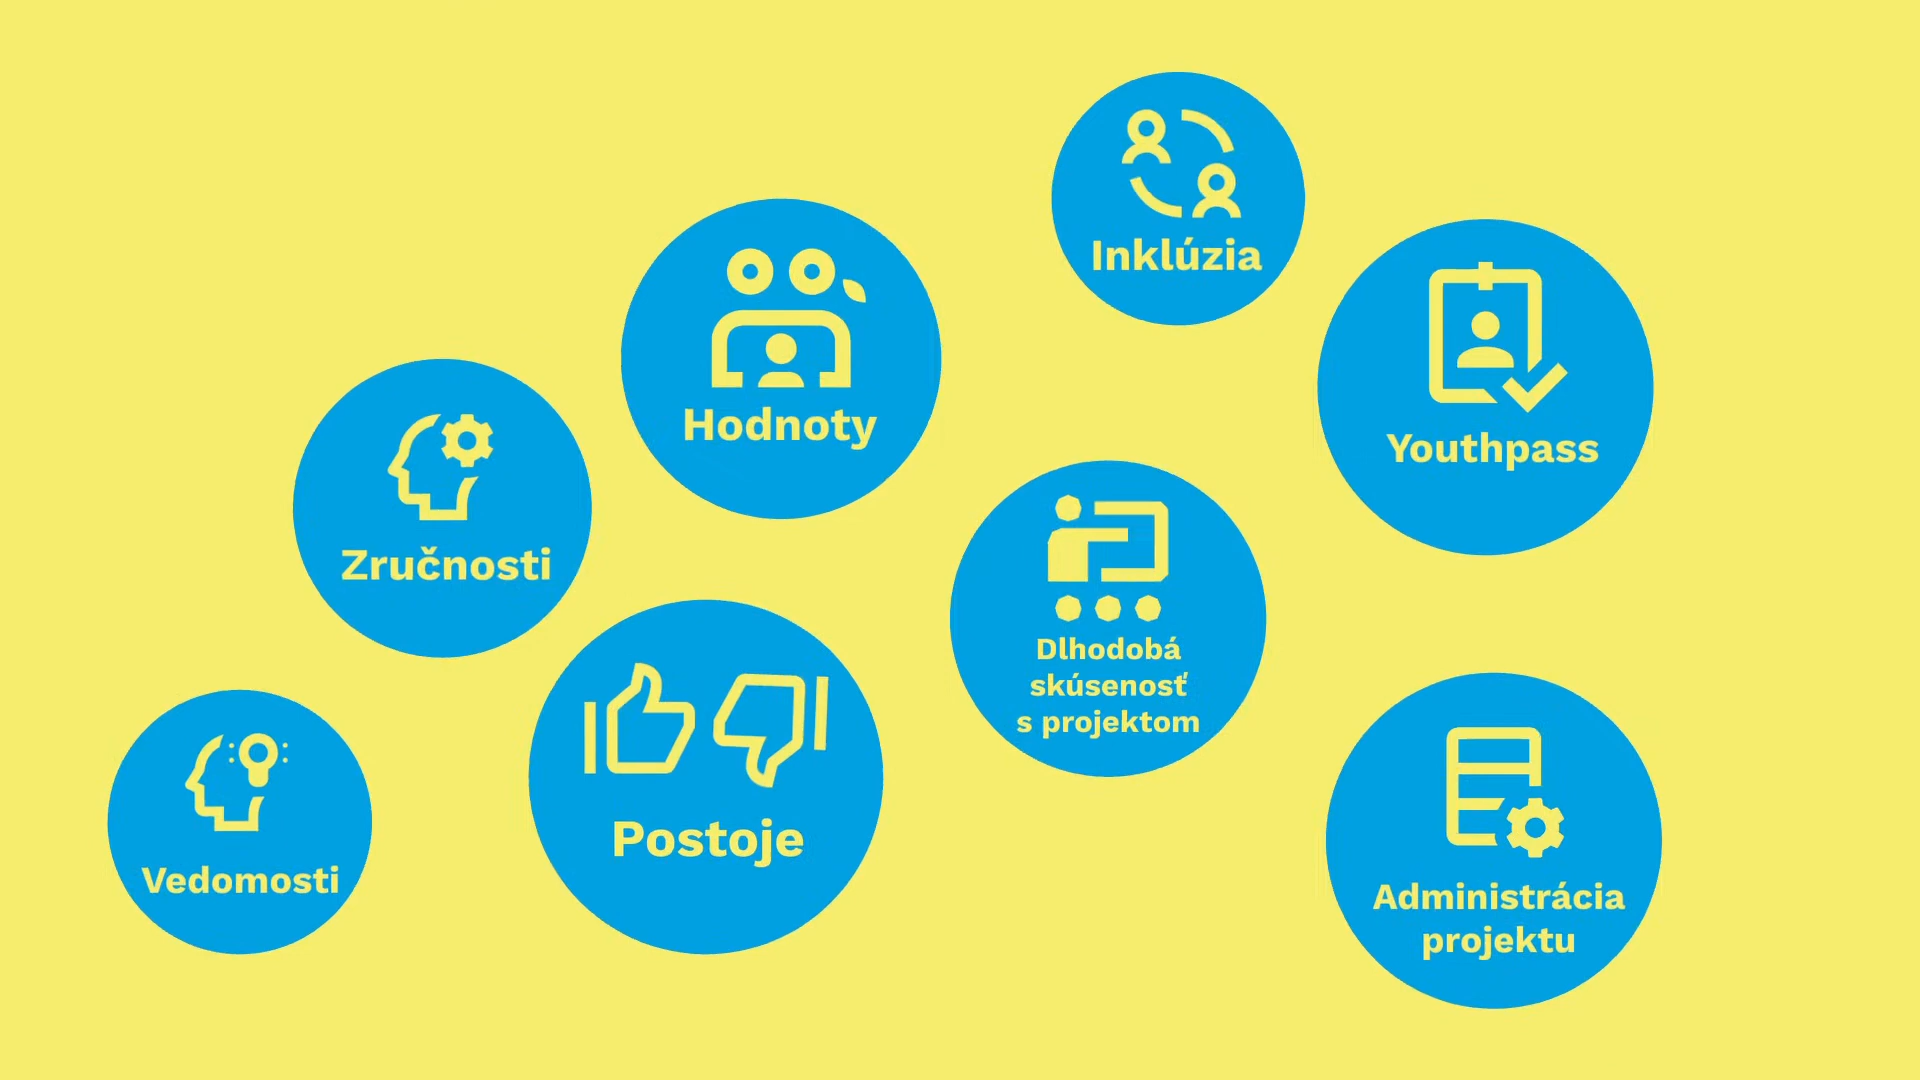 Inklúzia
Hodnoty
Youthpass
Zručnosti
Dlhodobá
skúsenosť
s projektom
Postoje
Vedomosti
Administrácia
projektu